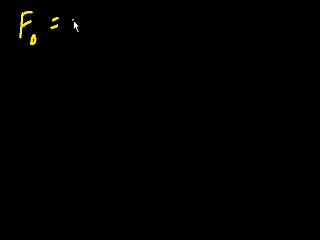 F₀ =